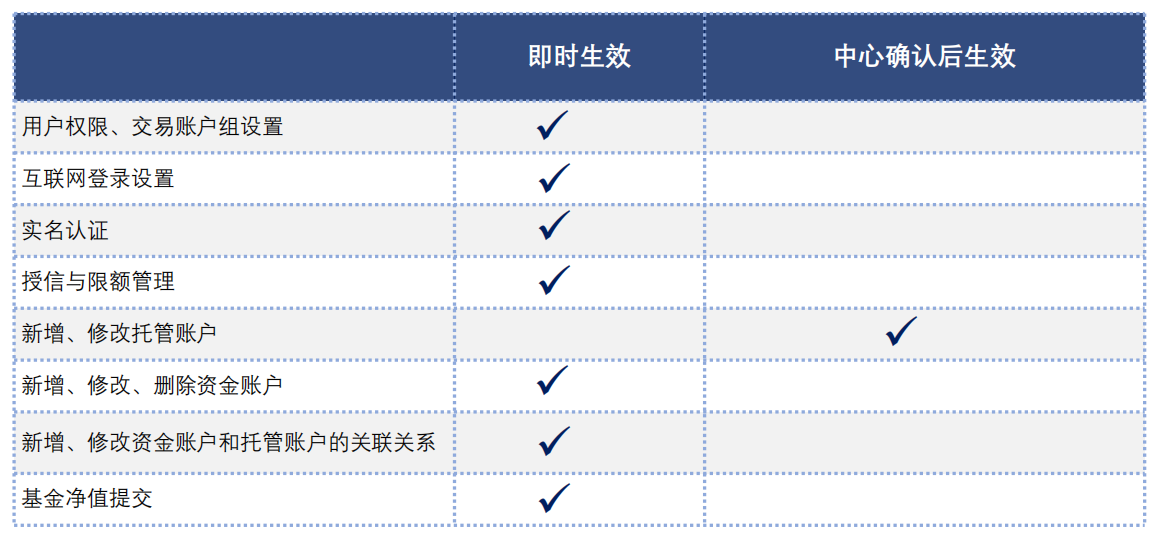 即时生效
中心确认后生效
用户权限、交易账户组设置
互联网登录设置
实名认证
授信与限额管理
新增、修改托管账户
新增、修改、删除资金账户
新增、修改资金账户和托管账户的关联关系
基金净值提交